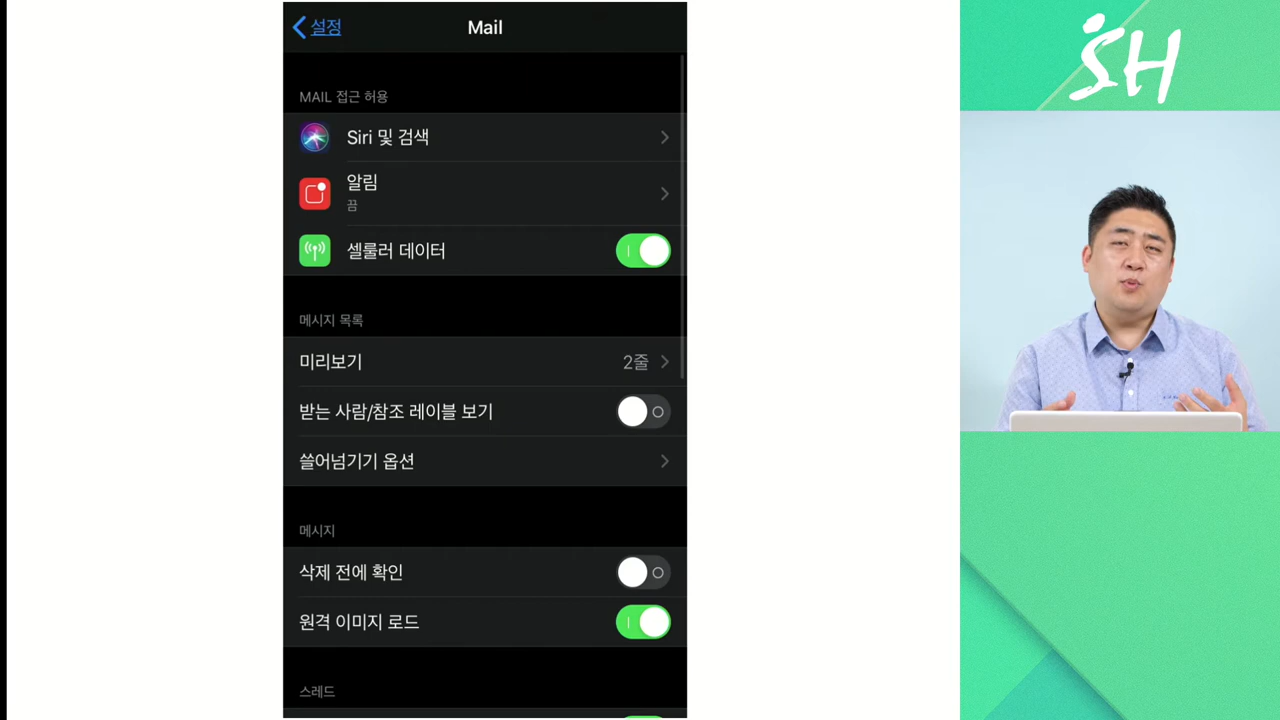 설정
Mail
SH
MAIL 접근 허용
Siri 및 검색
알림
끔
셀룰러 데이터
메시지 목록
미리보기
2줄
받는 사람/참조 레이블 보기
쓸어넘기기 옵션
메시지
삭제 전에 확인
원격 이미지 로드
스레드